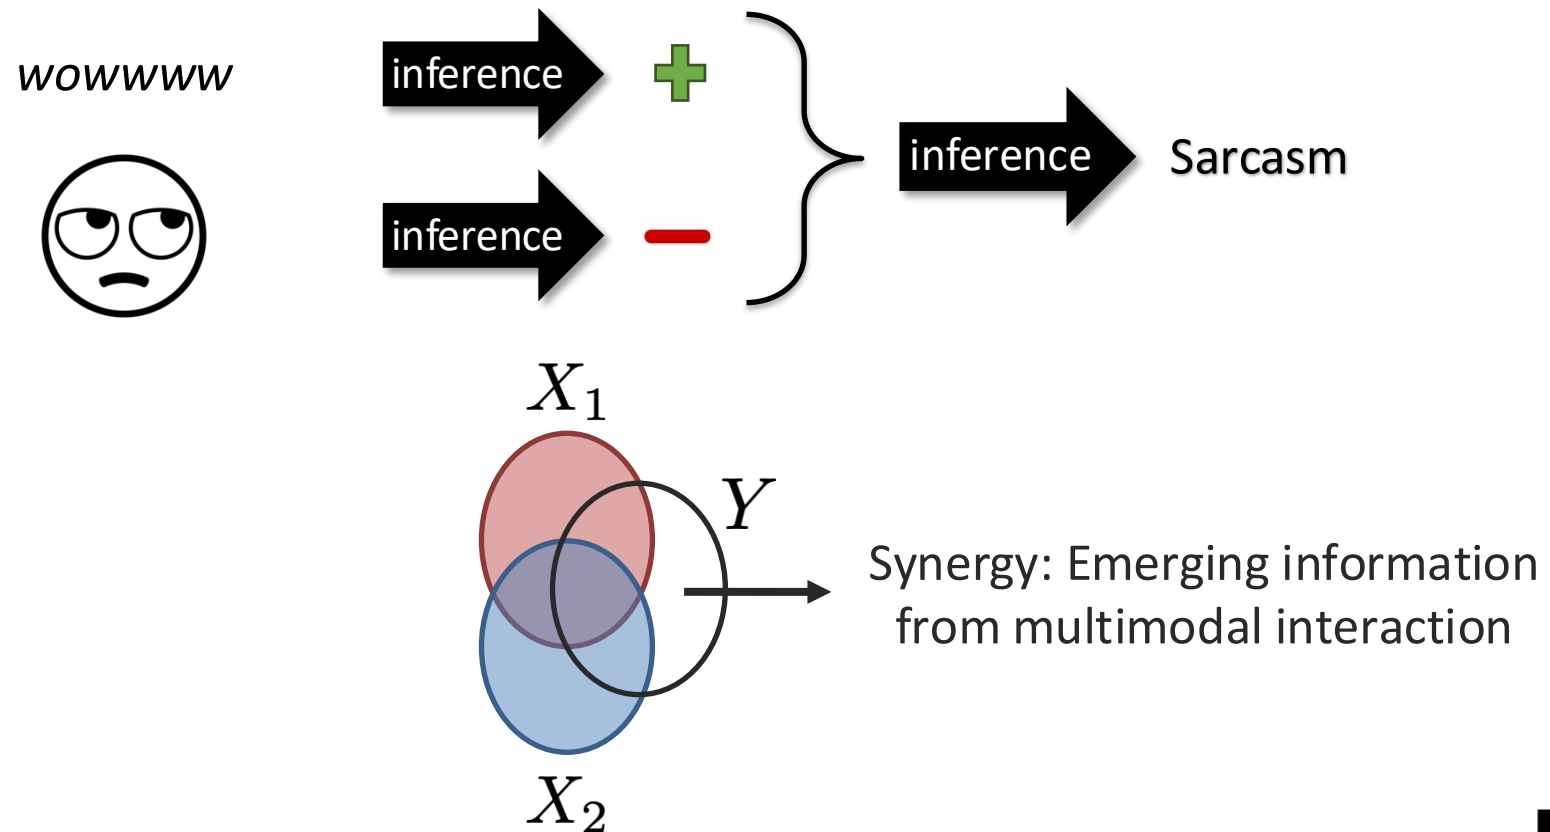 wowwww
inference
inference
inference
Sarcasm
X₁
Y
Synergy: Emerging information
from multimodal interaction
X₂